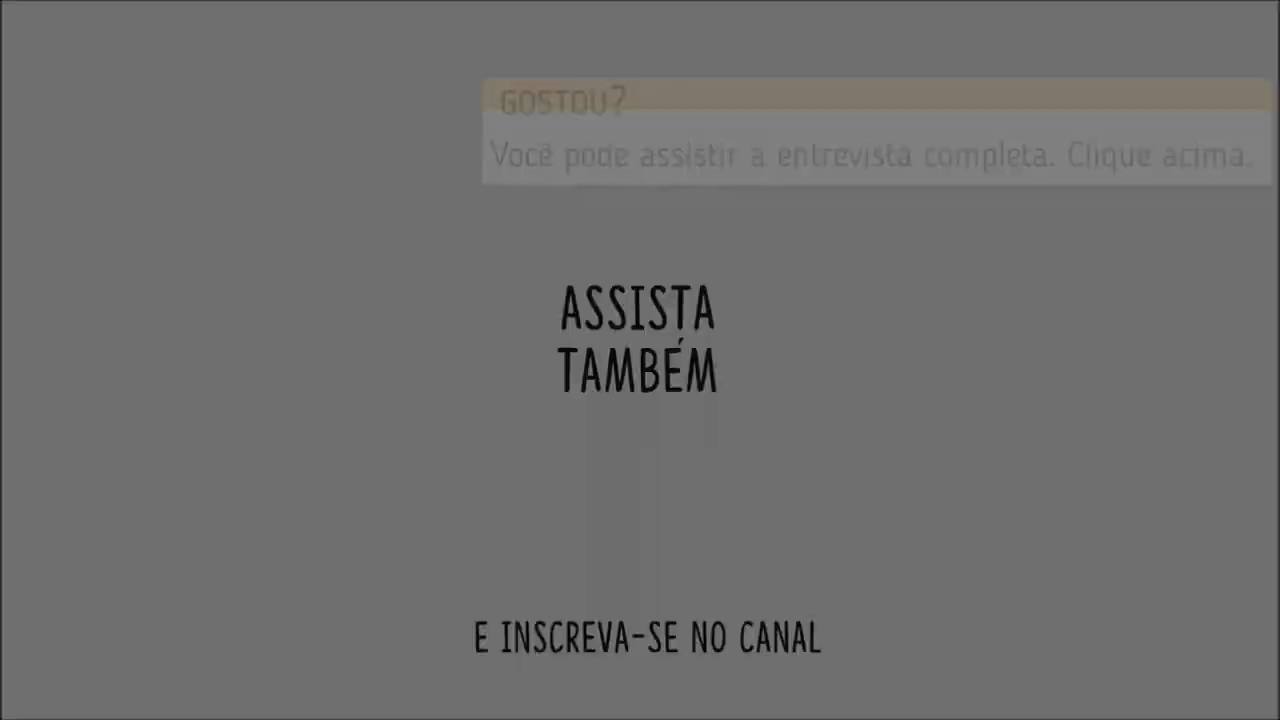 GOSTOU?
Você pode assistir a entrevista completa. Clique acima.
ASSISTA
TAMBÉM
E INSCREVA-SE NO CANAL